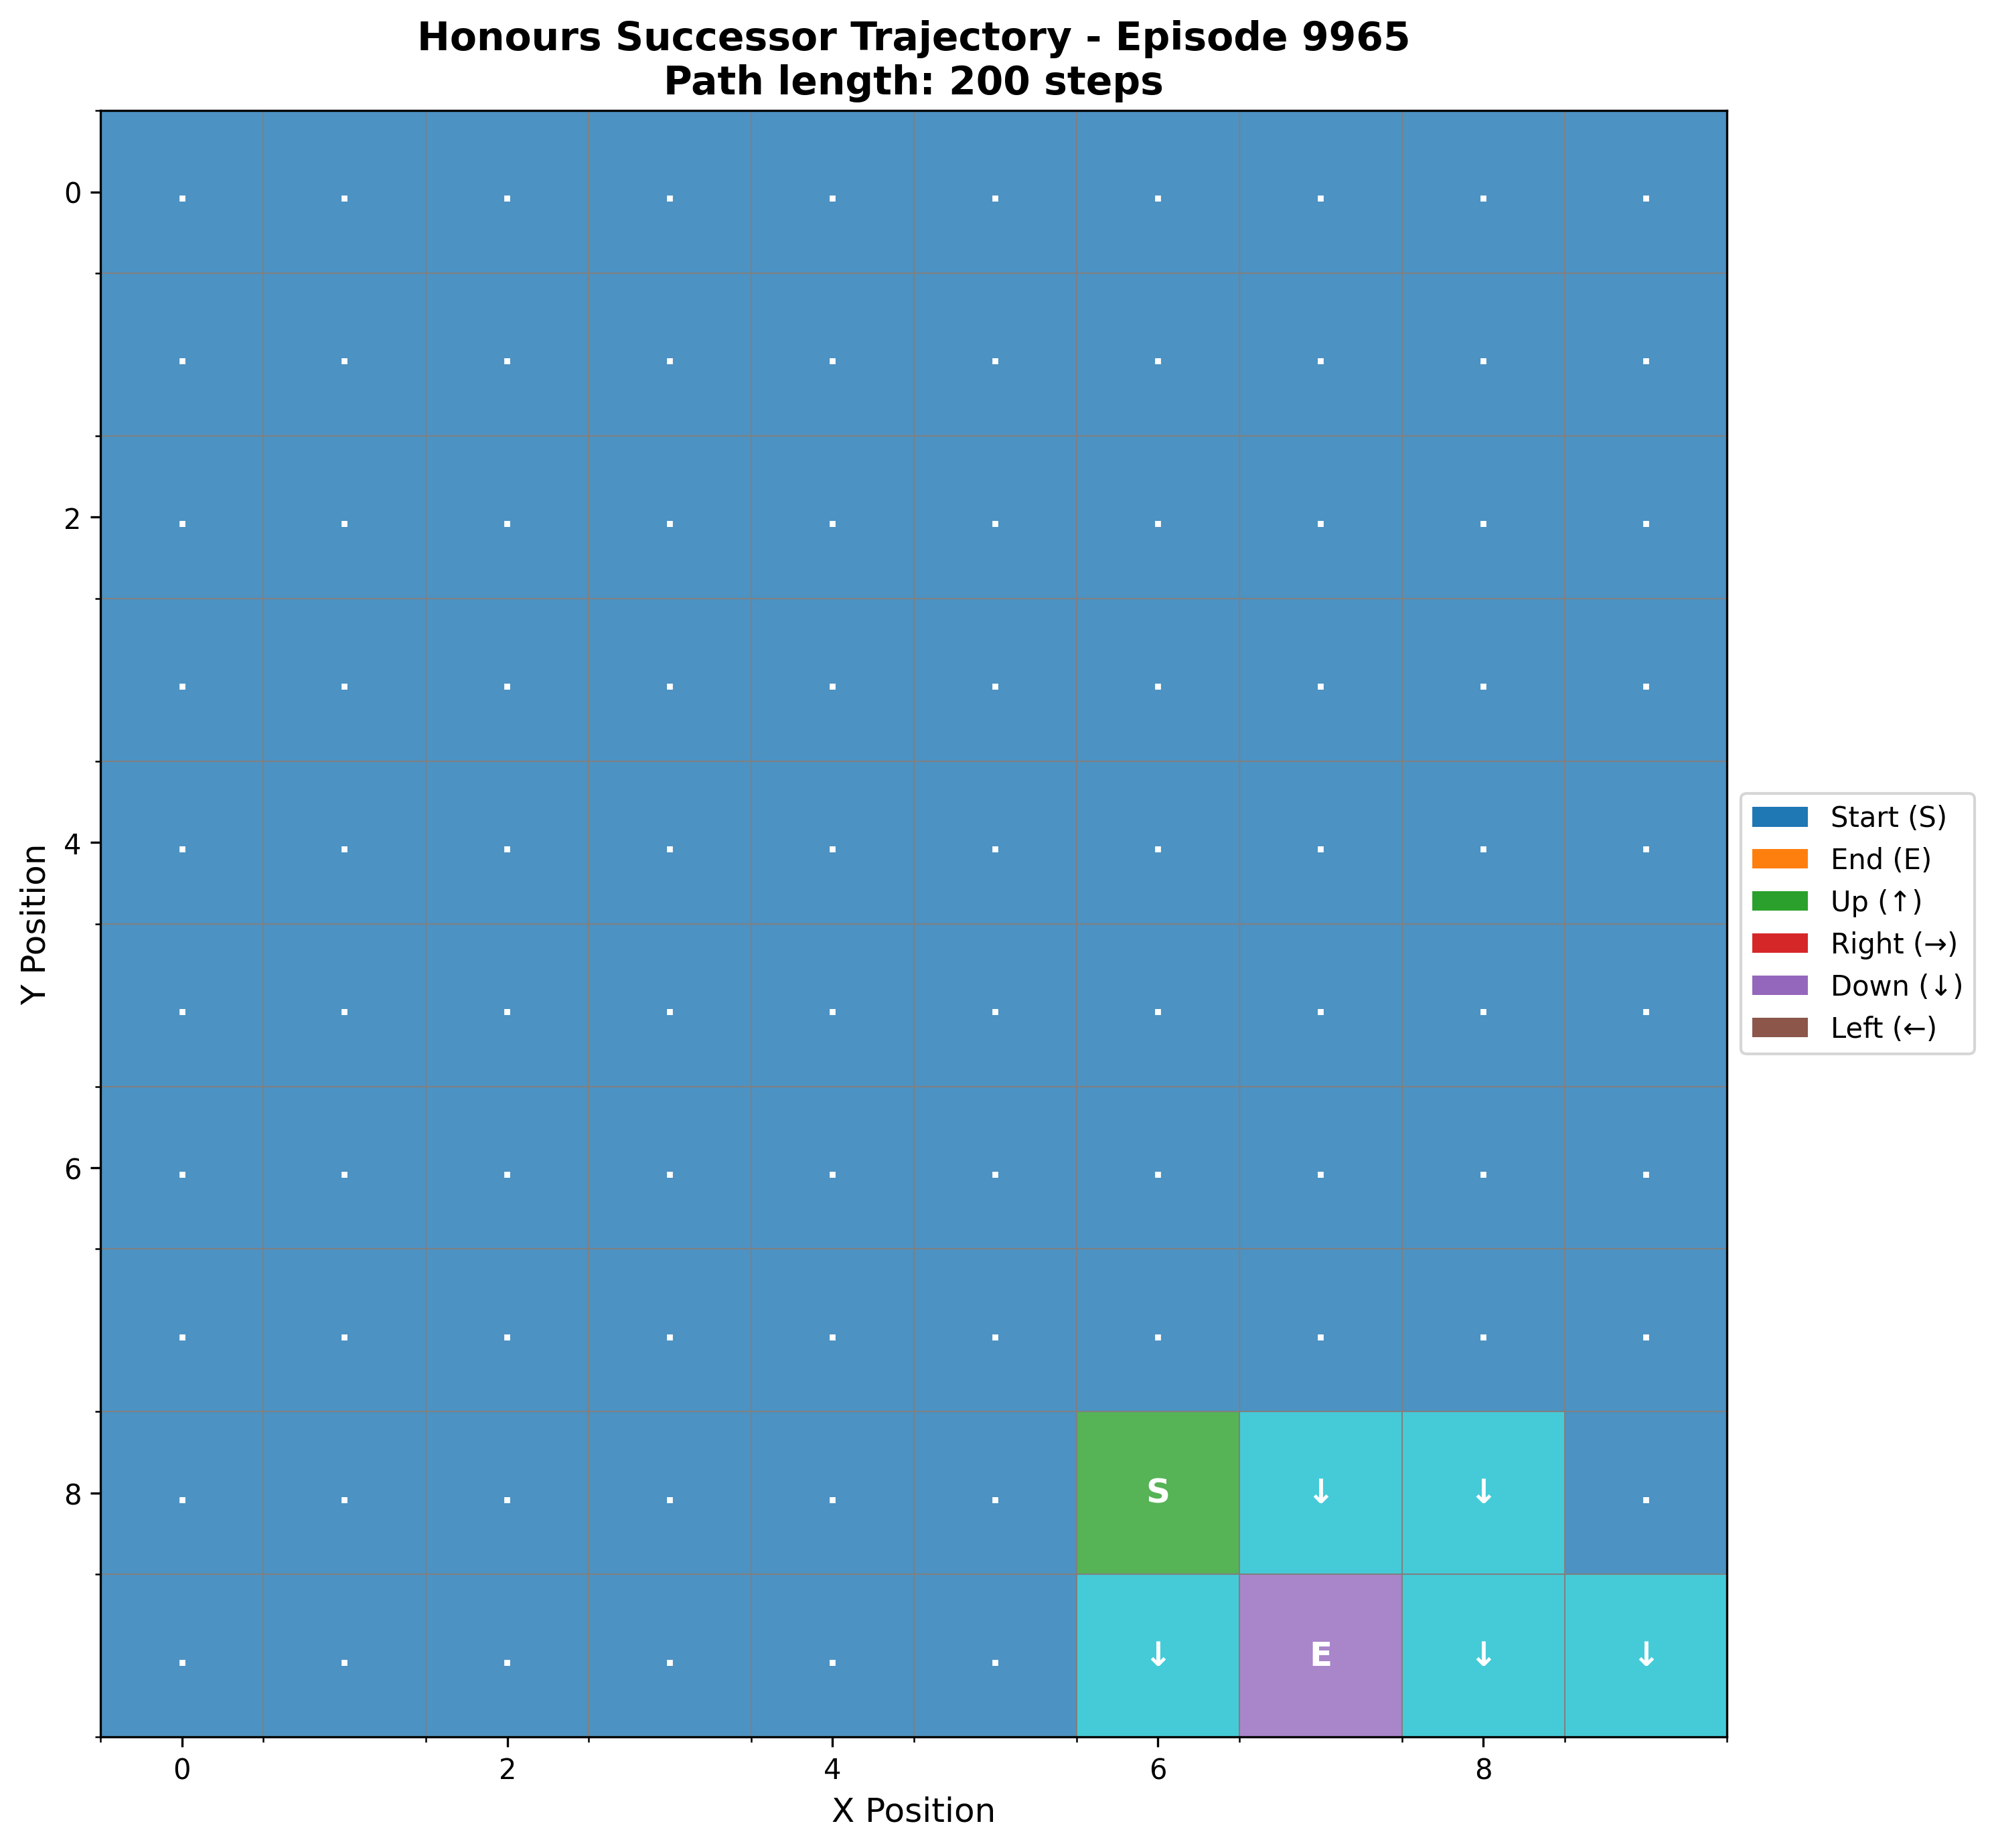 Honours Successor Trajectory - Episode 9965
Path length: 200 steps
0
2
4
6
8
Y Position
S ↓ ↓
↓ E ↓ ↓
0 2 4 6 8
X Position
Start (S)
End (E)
Up (↑)
Right (→)
Down (↓)
Left (←)